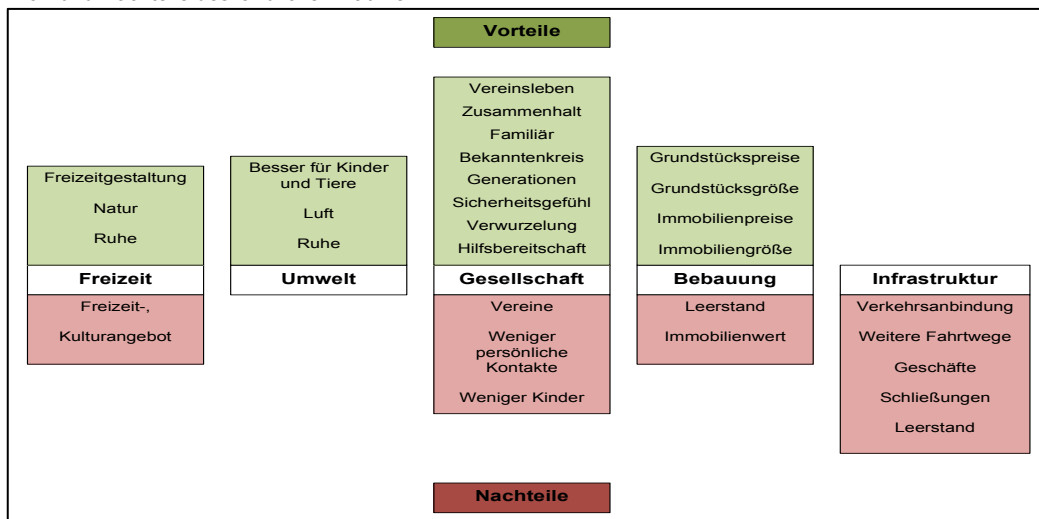 Vorteile
Vereinsleben
Zusammenhalt
Familiär
Bekanntenkreis
Generationen
Sicherheitsgefühl
Verwurzelung
Hilfsbereitschaft
Freizeitgestaltung
Natur
Ruhe
Besser für Kinder
und Tiere
Luft
Ruhe
Grundstückspreise
Grundstücksgröße
Immobilienpreise
Immobiliengröße
Freizeit
Umwelt
Gesellschaft
Bebauung
Infrastruktur
Freizeit-,
Kulturangebot
Vereine
Weniger
persönliche
Kontakte
Weniger Kinder
Leerstand
Immobilienwert
Verkehrsanbindung
Weitere Fahrtwege
Geschäfte
Schließungen
Leerstand
Nachteile